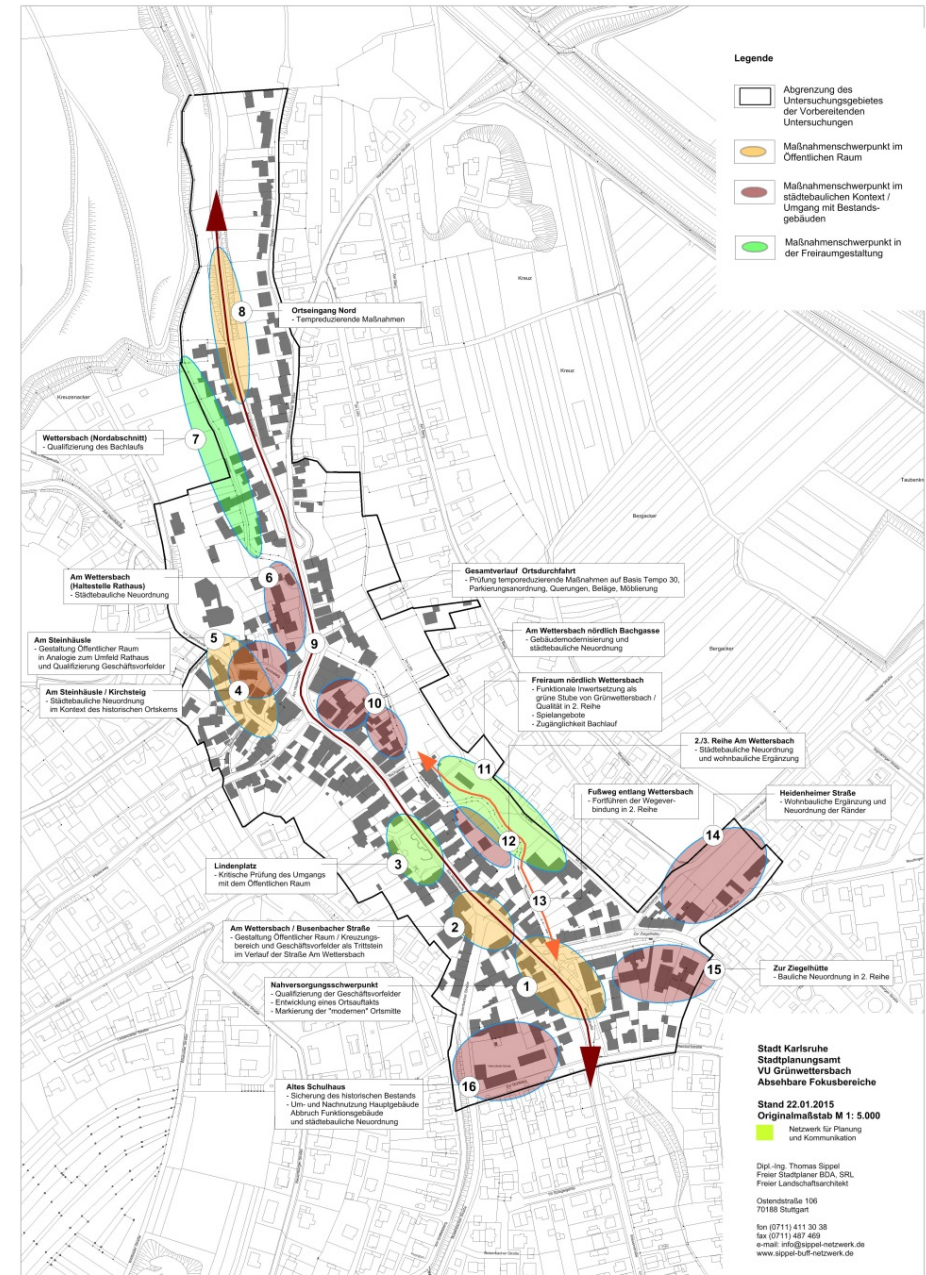 Legende
Abgrenzung des
Untersuchungsgebietes
der Vorbereitenden
Untersuchungen
Maßnahmenschwerpunkt im
Öffentlichen Raum
Maßnahmenschwerpunkt im
städtebaulichen Kontext /
Umgang mit Bestands-
gebäuden
Maßnahmenschwerpunkt in
der Freiraumgestaltung
Kreuz
8
Ortseingang Nord
- Tempreduzierende Maßnahmen
Kreuz
Kreuzenacker
7
Wettersbach (Nordabschnitt)
- Qualifizierung des Bachlaufs
Bergacker
6
Am Wettersbach
(Haltestelle Rathaus)
- Städtebauliche Neuordnung
Gesamtverlauf Ortsdurchfahrt
- Prüfung temporeduzierende Maßnahmen auf Basis Tempo 30,
Parkierungsanordnung, Querungen, Beläge, Möblierung
5
9
Am Steinhäusle
- Gestaltung Öffentlicher Raum
in Analogie zum Umfeld Rathaus
und Qualifizierung Geschäftsvorfelder
Am Wettersbach nördlich Bachgasse
- Gebäudemodernisierung und
städtebauliche Neuordnung
Bergacker
4
Am Steinhäusle / Kirchsteig
- Städtebauliche Neuordnung
im Kontext des historischen Ortskerns
10
Freiraum nördlich Wettersbach
- Funktionale Inwertsetzung als
grüne Stube von Grünwettersbach /
Qualität in 2. Reihe
- Spielangebote
- Zugänglichkeit Bachlauf
2./3. Reihe Am Wettersbach
- Städtebauliche Neuordnung
und wohnbauliche Ergänzung
11
Fußweg entlang Wettersbach
- Fortführen der Wegever-
bindung in 2. Reihe
Heidenheimer Straße
- Wohnbauliche Ergänzung und
Neuordnung der Ränder
12
14
3
Lindenplatz
- Kritische Prüfung des Umgangs
mit dem Öffentlichen Raum
13
2
Am Wettersbach / Busenbacher Straße
- Gestaltung Öffentlicher Raum / Kreuzungs-
bereich und Geschäftsvorfelder als Trittstein
im Verlauf der Straße Am Wettersbach
15
Zur Ziegelhütte
- Bauliche Neuordnung in 2. Reihe
1
Nahversorgungsschwerpunkt
- Qualifizierung der Geschäftsvorfelder
- Entwicklung eines Ortsauftakts
- Markierung der "modernen" Ortsmitte
16
Altes Schulhaus
- Sicherung des historischen Bestands
- Um- und Nachnutzung Hauptgebäude
Abbruch Funktionsgebäude
und städtebauliche Neuordnung
Stadt Karlsruhe
Stadtplanungsamt
VU Grünwettersbach
Absehbare Fokusbereiche
Stand 22.01.2015
Originalmaßstab M 1: 5.000
Netzwerk für Planung
und Kommunikation
Dipl.-Ing. Thomas Sippel
Freier Stadtplaner BDA, SRL
Freier Landschaftsarchitekt
Ostendstraße 106
70188 Stuttgart
fon (0711) 411 30 38
fax (0711) 487 469
e-mail: info@sippel-netzwerk.de
www.sippel-buff-netzwerk.de